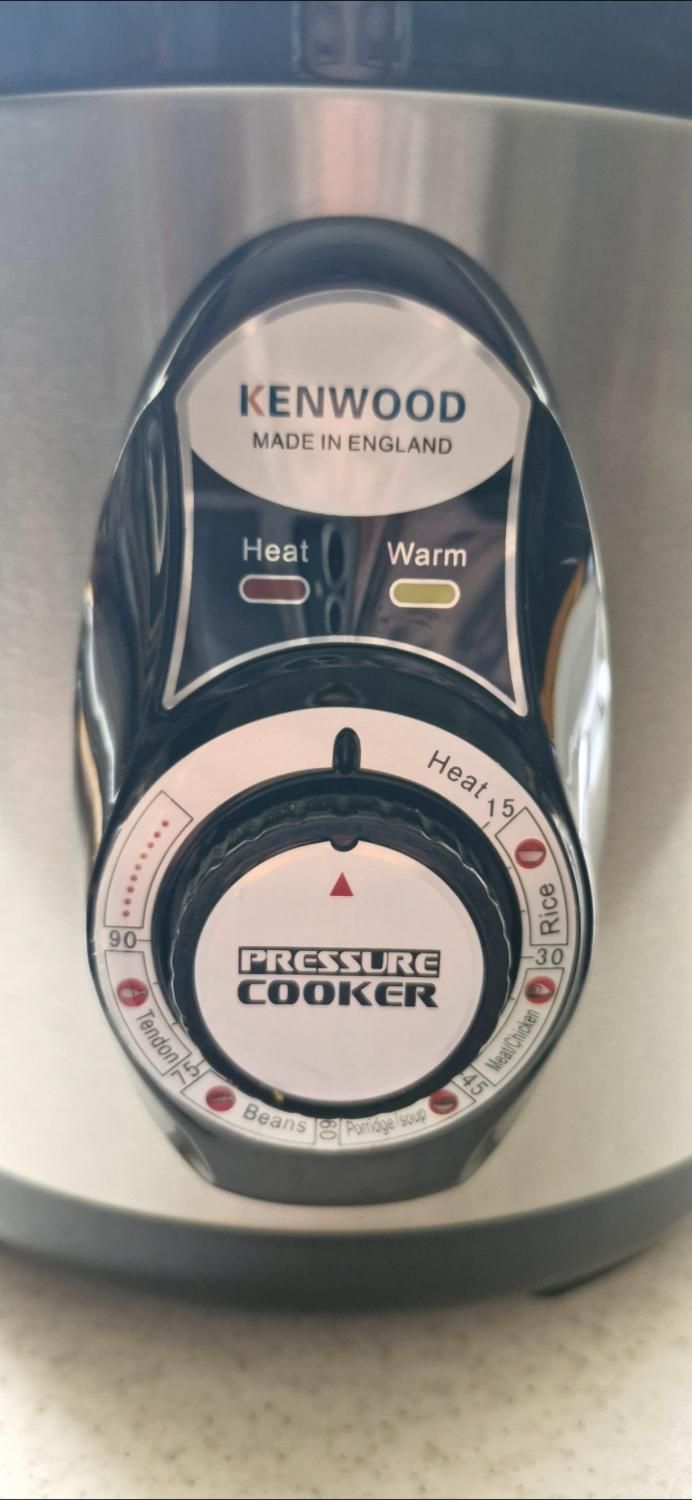 KENWOOD
MADE IN ENGLAND
Heat
Warm
Heat
15
Rice
30
Meat/Chicken
45
Porridge/soup
60
Beans
75
Tendon
90
PRESSURE
COOKER